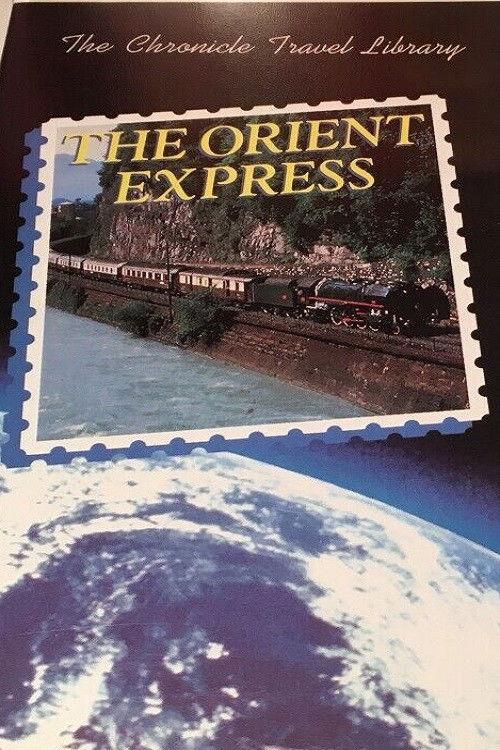 The Chronicle Travel Library
THE ORIENT
EXPRESS